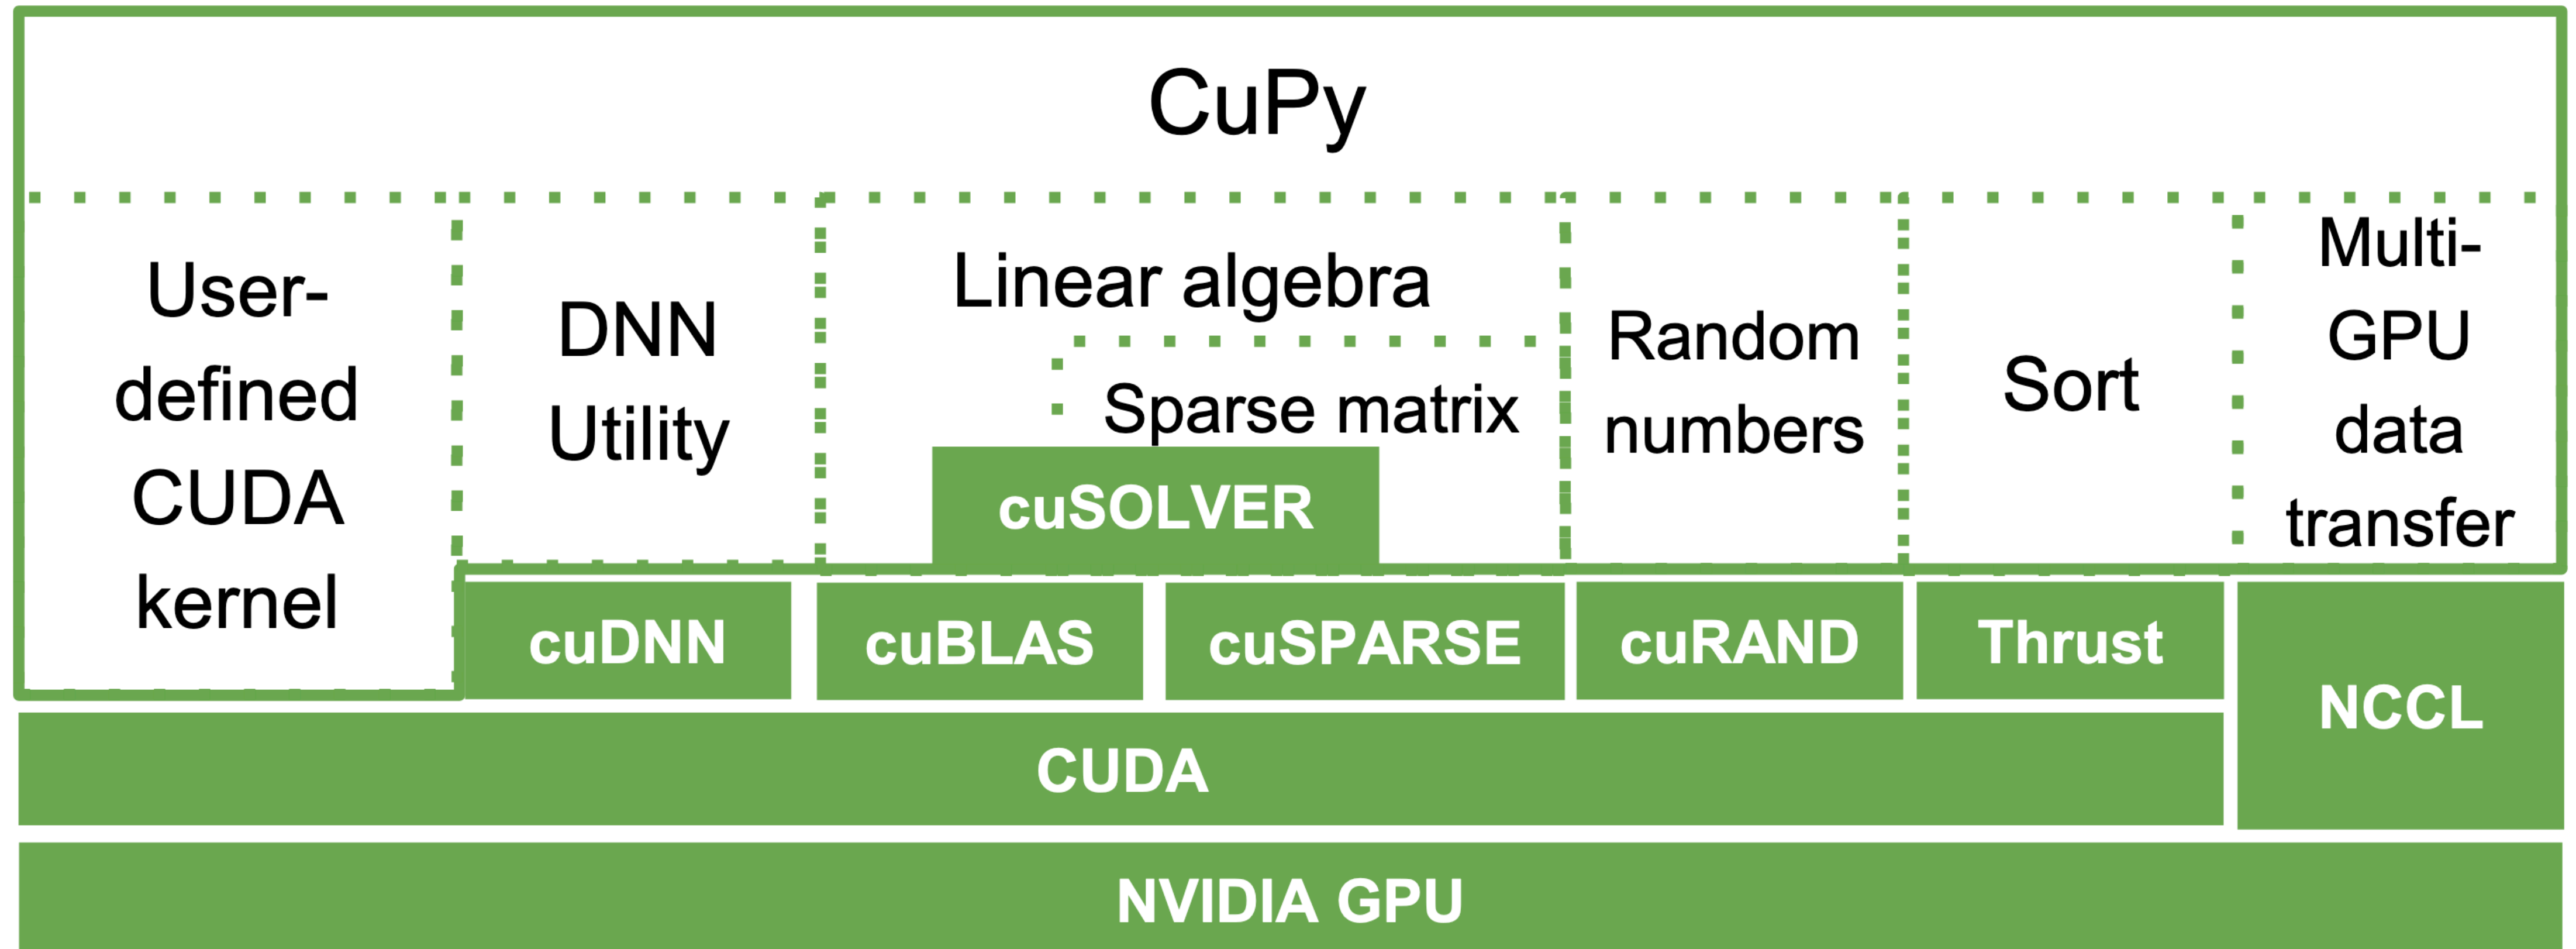 CuPy
User-
defined
CUDA
kernel
DNN
Utility
Linear algebra
Sparse matrix
cuSOLVER
Random
numbers
Sort
Multi-
GPU
data
transfer
cuDNN
cuBLAS
cuSPARSE
cuRAND
Thrust
NCCL
CUDA
NVIDIA GPU